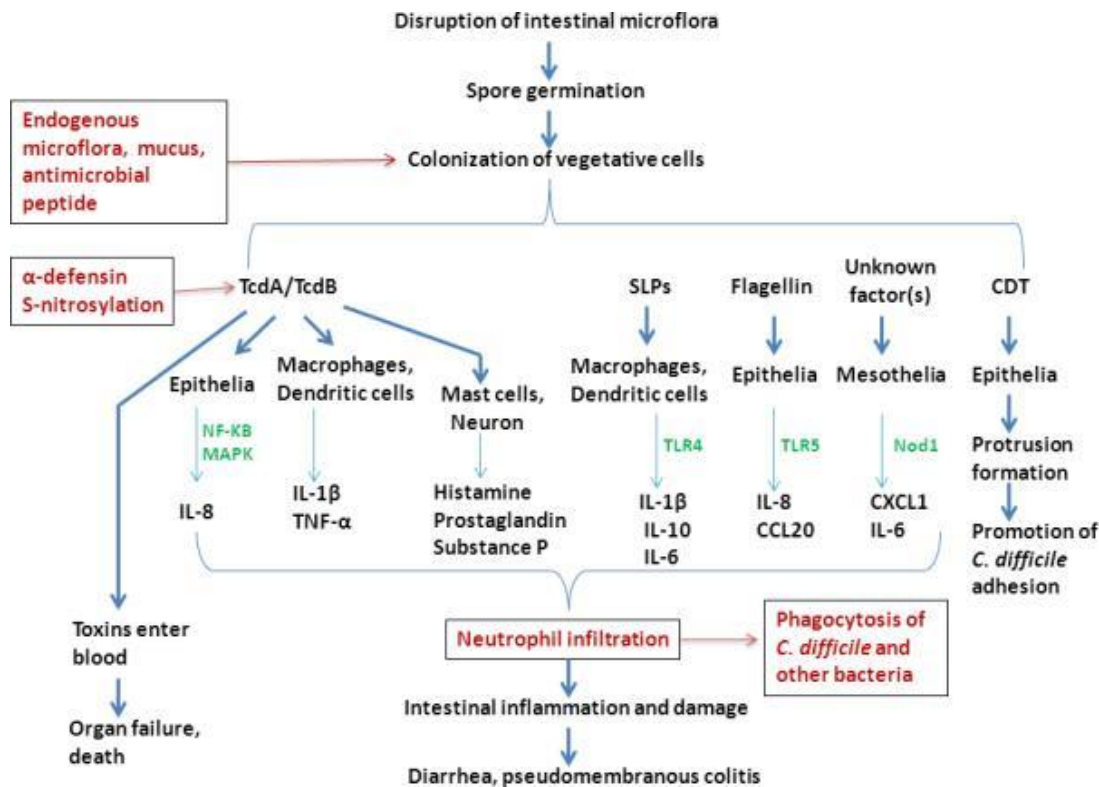 Disruption of intestinal microflora
Spore germination
Endogenous
microflora, mucus,
antimicrobial
peptide
Colonization of vegetative cells
α-defensin
S-nitrosylation
TcdA/TcdB
SLPs
Flagellin
Unknown
factor(s)
CDT
Epithelia
Macrophages,
Dendritic cells
Mast cells,
Neuron
Macrophages,
Dendritic cells
Epithelia
Mesothelia
Epithelia
NF-KB
MAPK
TLR4
TLR5
Nod1
Protrusion
formation
IL-8
IL-1β
TNF-α
Histamine
Prostaglandin
Substance P
IL-1β
IL-10
IL-6
IL-8
CCL20
CXCL1
IL-6
Promotion of
C. difficile
adhesion
Toxins enter
blood
Neutrophil infiltration
Phagocytosis of
C. difficile and
other bacteria
Organ failure,
death
Intestinal inflammation and damage
Diarrhea, pseudomembranous colitis